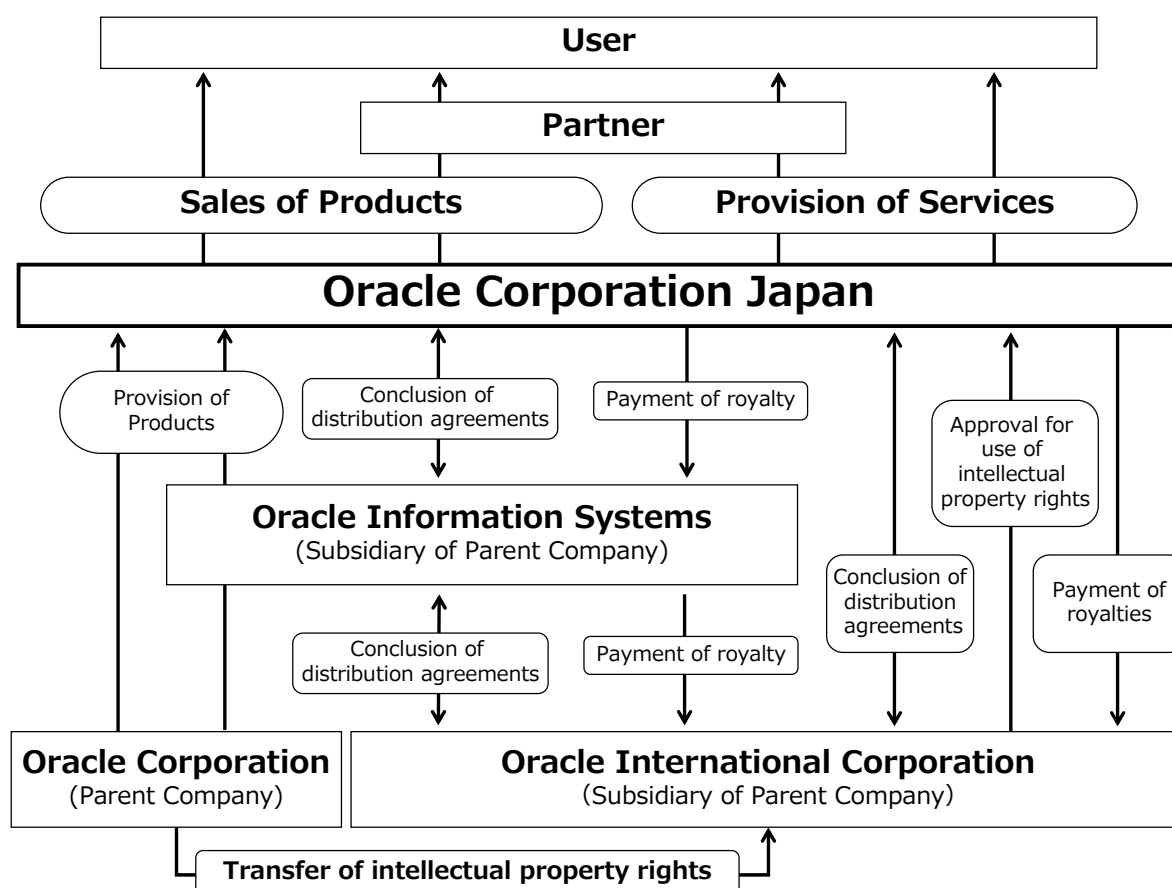 User
Partner
Sales of Products
Provision of Services
Oracle Corporation Japan
Provision of
Products
Conclusion of
distribution agreements
Payment of royalty
Approval for
use of
intellectual
property rights
Oracle Information Systems
(Subsidiary of Parent Company)
Conclusion of
distribution agreements
Payment of royalty
Conclusion of
distribution
agreements
Payment of
royalties
Oracle Corporation
(Parent Company)
Oracle International Corporation
（Subsidiary of Parent Company）
Transfer of intellectual property rights